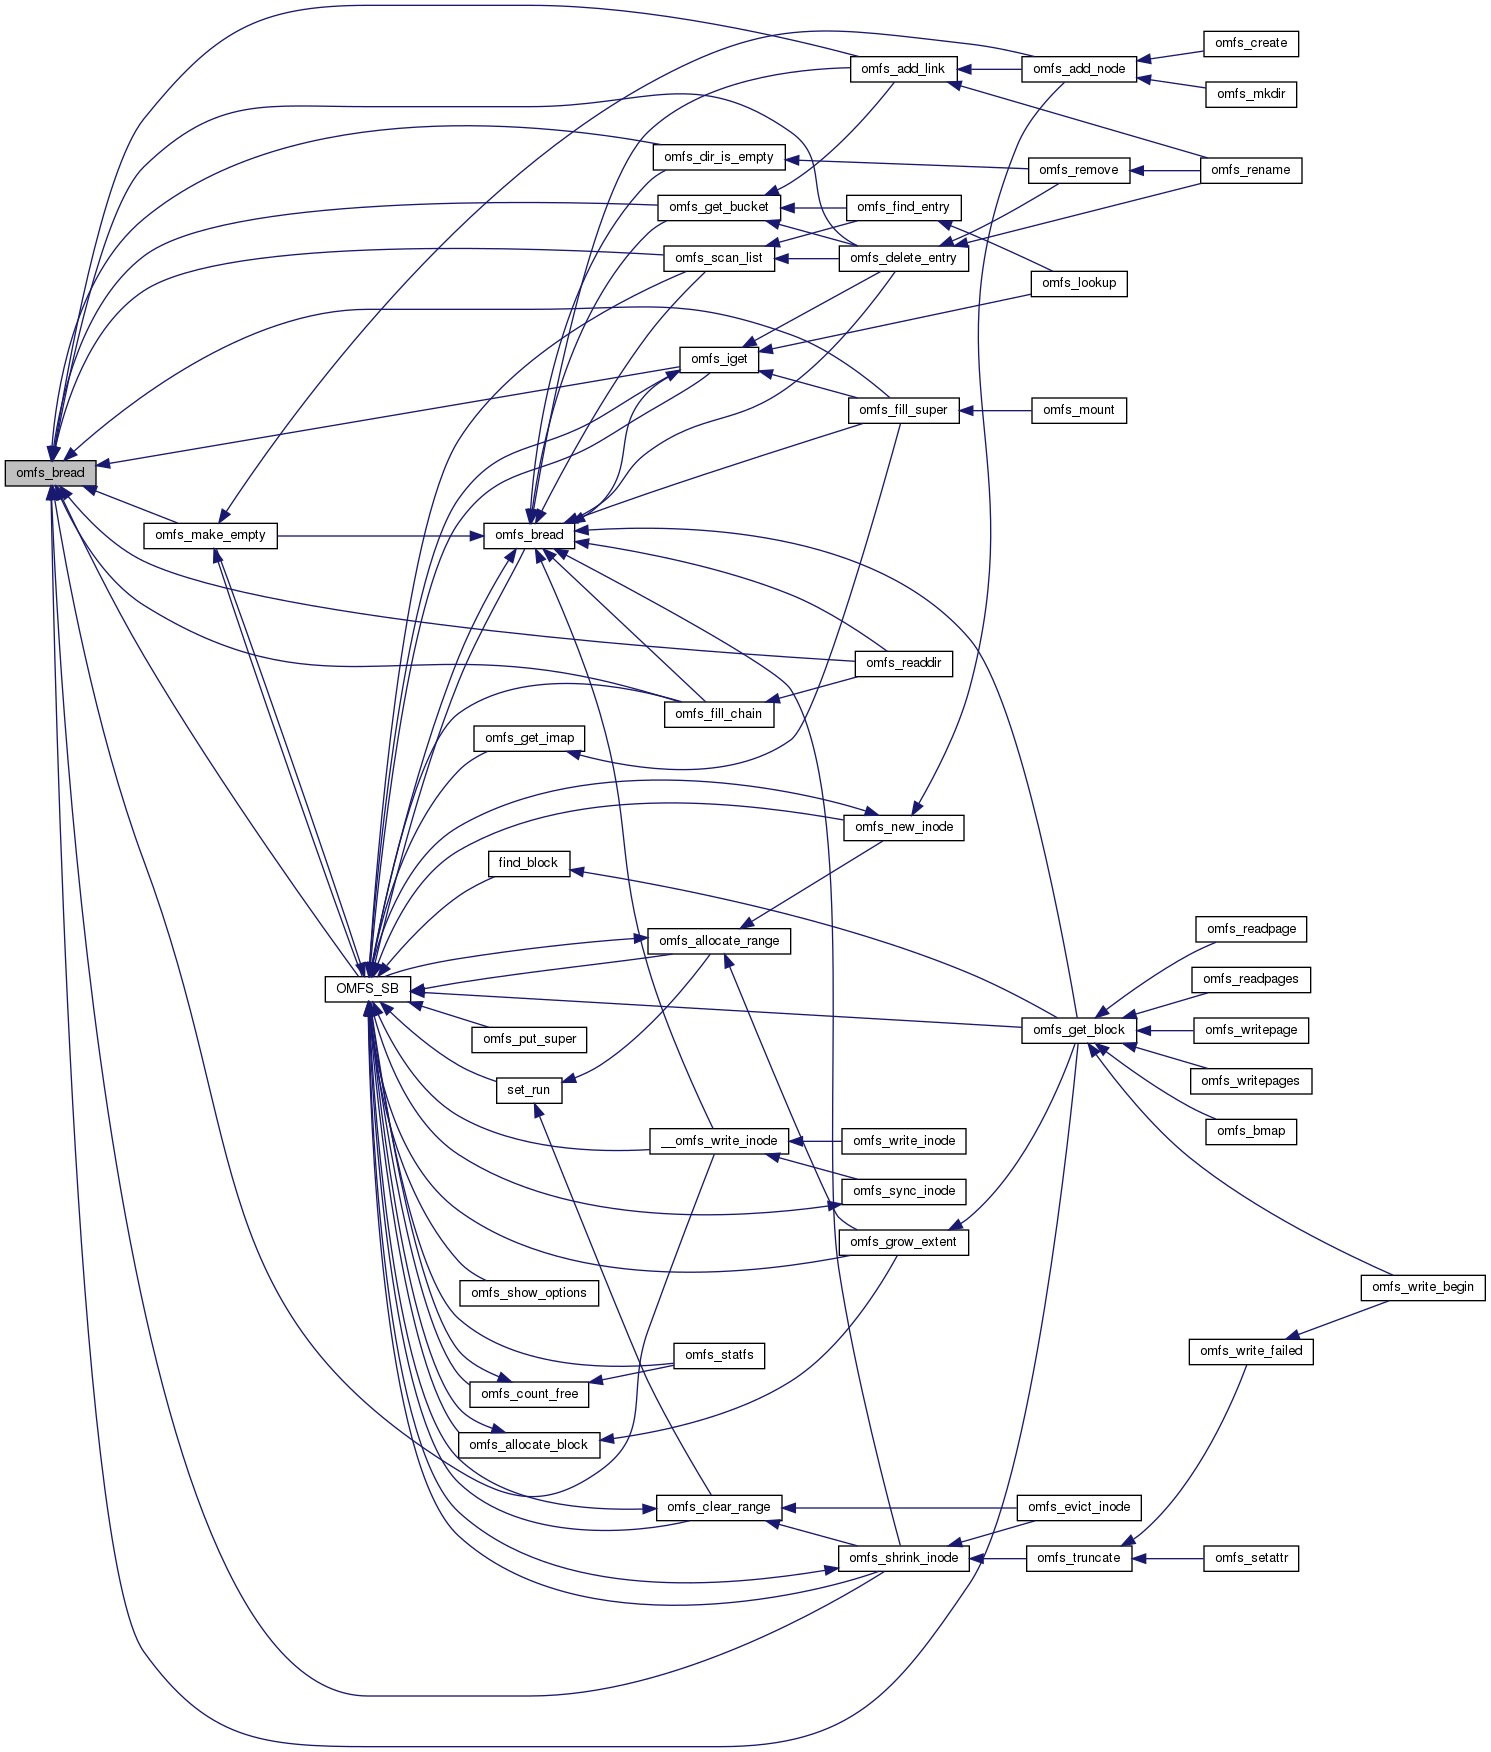 omfs_create
omfs_add_link
omfs_add_node
omfs_mkdir
omfs_dir_is_empty
omfs_remove
omfs_rename
omfs_get_bucket
omfs_find_entry
omfs_scan_list
omfs_delete_entry
omfs_lookup
omfs_iget
omfs_fill_super
omfs_mount
omfs_bread
omfs_make_empty
omfs_bread
omfs_readdir
omfs_fill_chain
omfs_get_imap
omfs_new_inode
find_block
omfs_readpage
omfs_allocate_range
omfs_readpages
OMFS_SB
omfs_put_super
omfs_get_block
omfs_writepage
omfs_writepages
set_run
omfs_bmap
__omfs_write_inode
omfs_write_inode
omfs_sync_inode
omfs_grow_extent
omfs_show_options
omfs_write_begin
omfs_statfs
omfs_write_failed
omfs_count_free
omfs_allocate_block
omfs_clear_range
omfs_evict_inode
omfs_shrink_inode
omfs_truncate
omfs_setattr